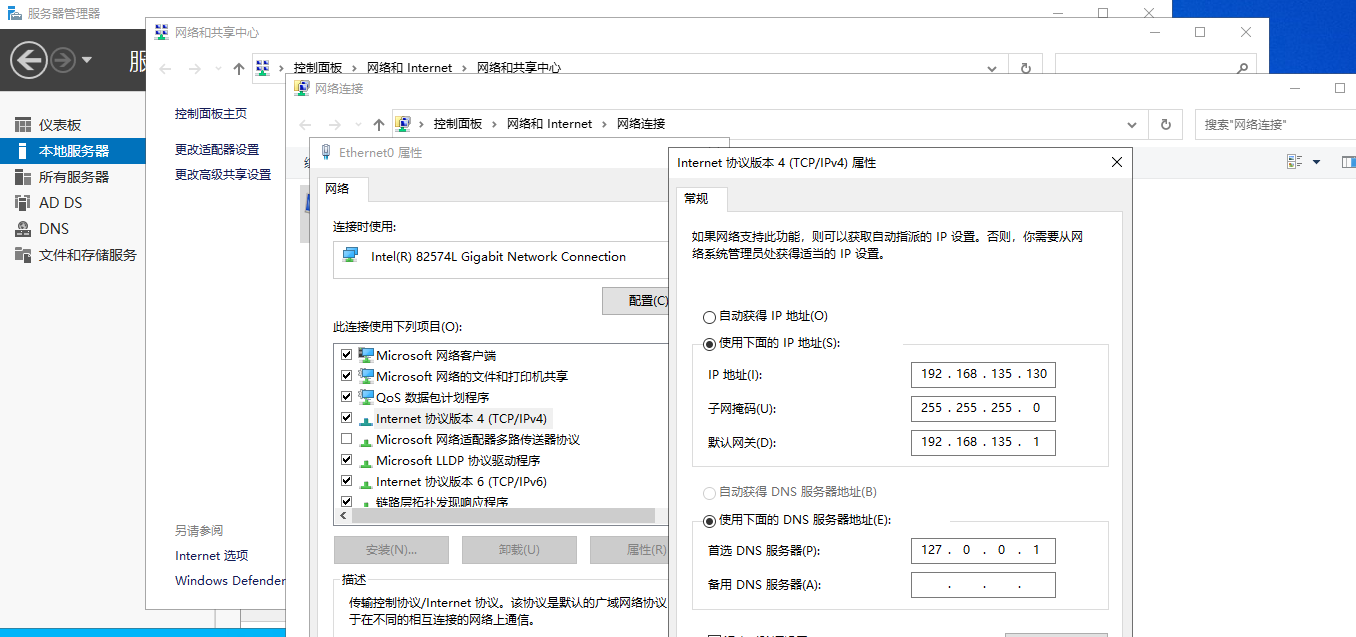 服务器管理器
网络和共享中心
控制面板 网络和 Internet 网络和共享中心
网络连接
控制面板主页
控制面板 网络和 Internet 网络连接
搜索"网络连接"
仪表板
本地服务器
所有服务器
AD DS
DNS
文件和存储服务
更改适配器设置
更改高级共享设置
另请参阅
Internet 选项
Windows Defender
Ethernet0 属性
网络
连接时使用:
Intel(R) 82574L Gigabit Network Connection
配置(C)
此连接使用下列项目(O):
Microsoft 网络客户端
Microsoft 网络的文件和打印机共享
QoS 数据包计划程序
Internet 协议版本 4 (TCP/IPv4)
Microsoft 网络适配器多路传送器协议
Microsoft LLDP 协议驱动程序
Internet 协议版本 6 (TCP/IPv6)
链路层拓扑发现响应程序
安装(N)...
卸载(U)
属性(R)
描述
传输控制协议/Internet 协议。该协议是默认的广域网络协议
于在不同的相互连接的网络上通信。
Internet 协议版本 4 (TCP/IPv4) 属性
常规
如果网络支持此功能，则可以获取自动指派的 IP 设置。否则，你需要从网
络系统管理员处获得适当的 IP 设置。
自动获得 IP 地址(O)
使用下面的 IP 地址(S):
IP 地址(I):
192 . 168 . 135 . 130
子网掩码(U):
255 . 255 . 255 . 0
默认网关(D):
192 . 168 . 135 . 1
自动获得 DNS 服务器地址(B)
使用下面的 DNS 服务器地址(E):
首选 DNS 服务器(P):
127 . 0 . 0 . 1
备用 DNS 服务器(A):
. . .